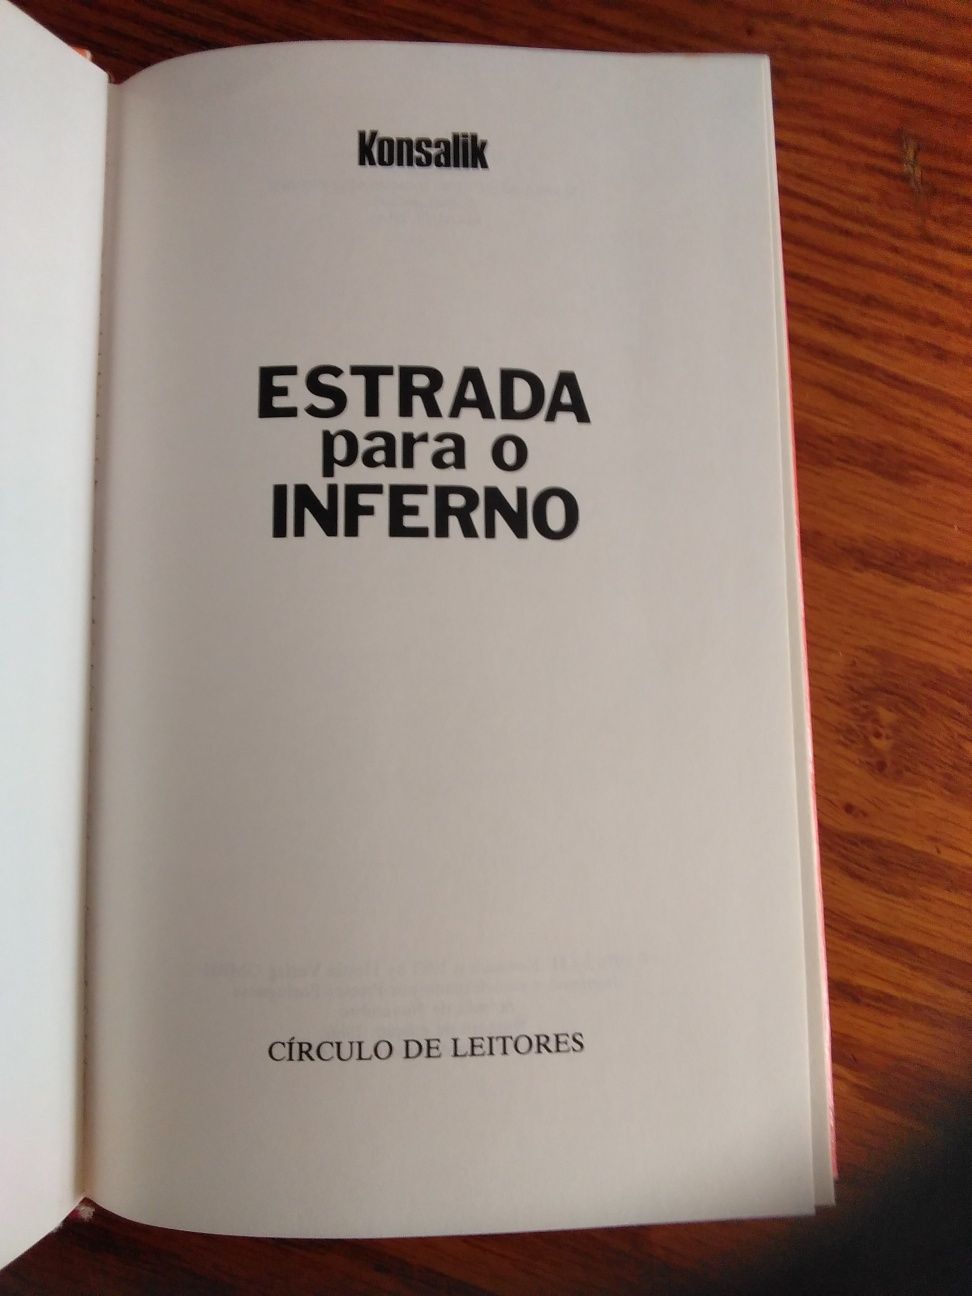 Konsalik
ESTRADA
para o
INFERNO
CÍRCULO DE LEITORES